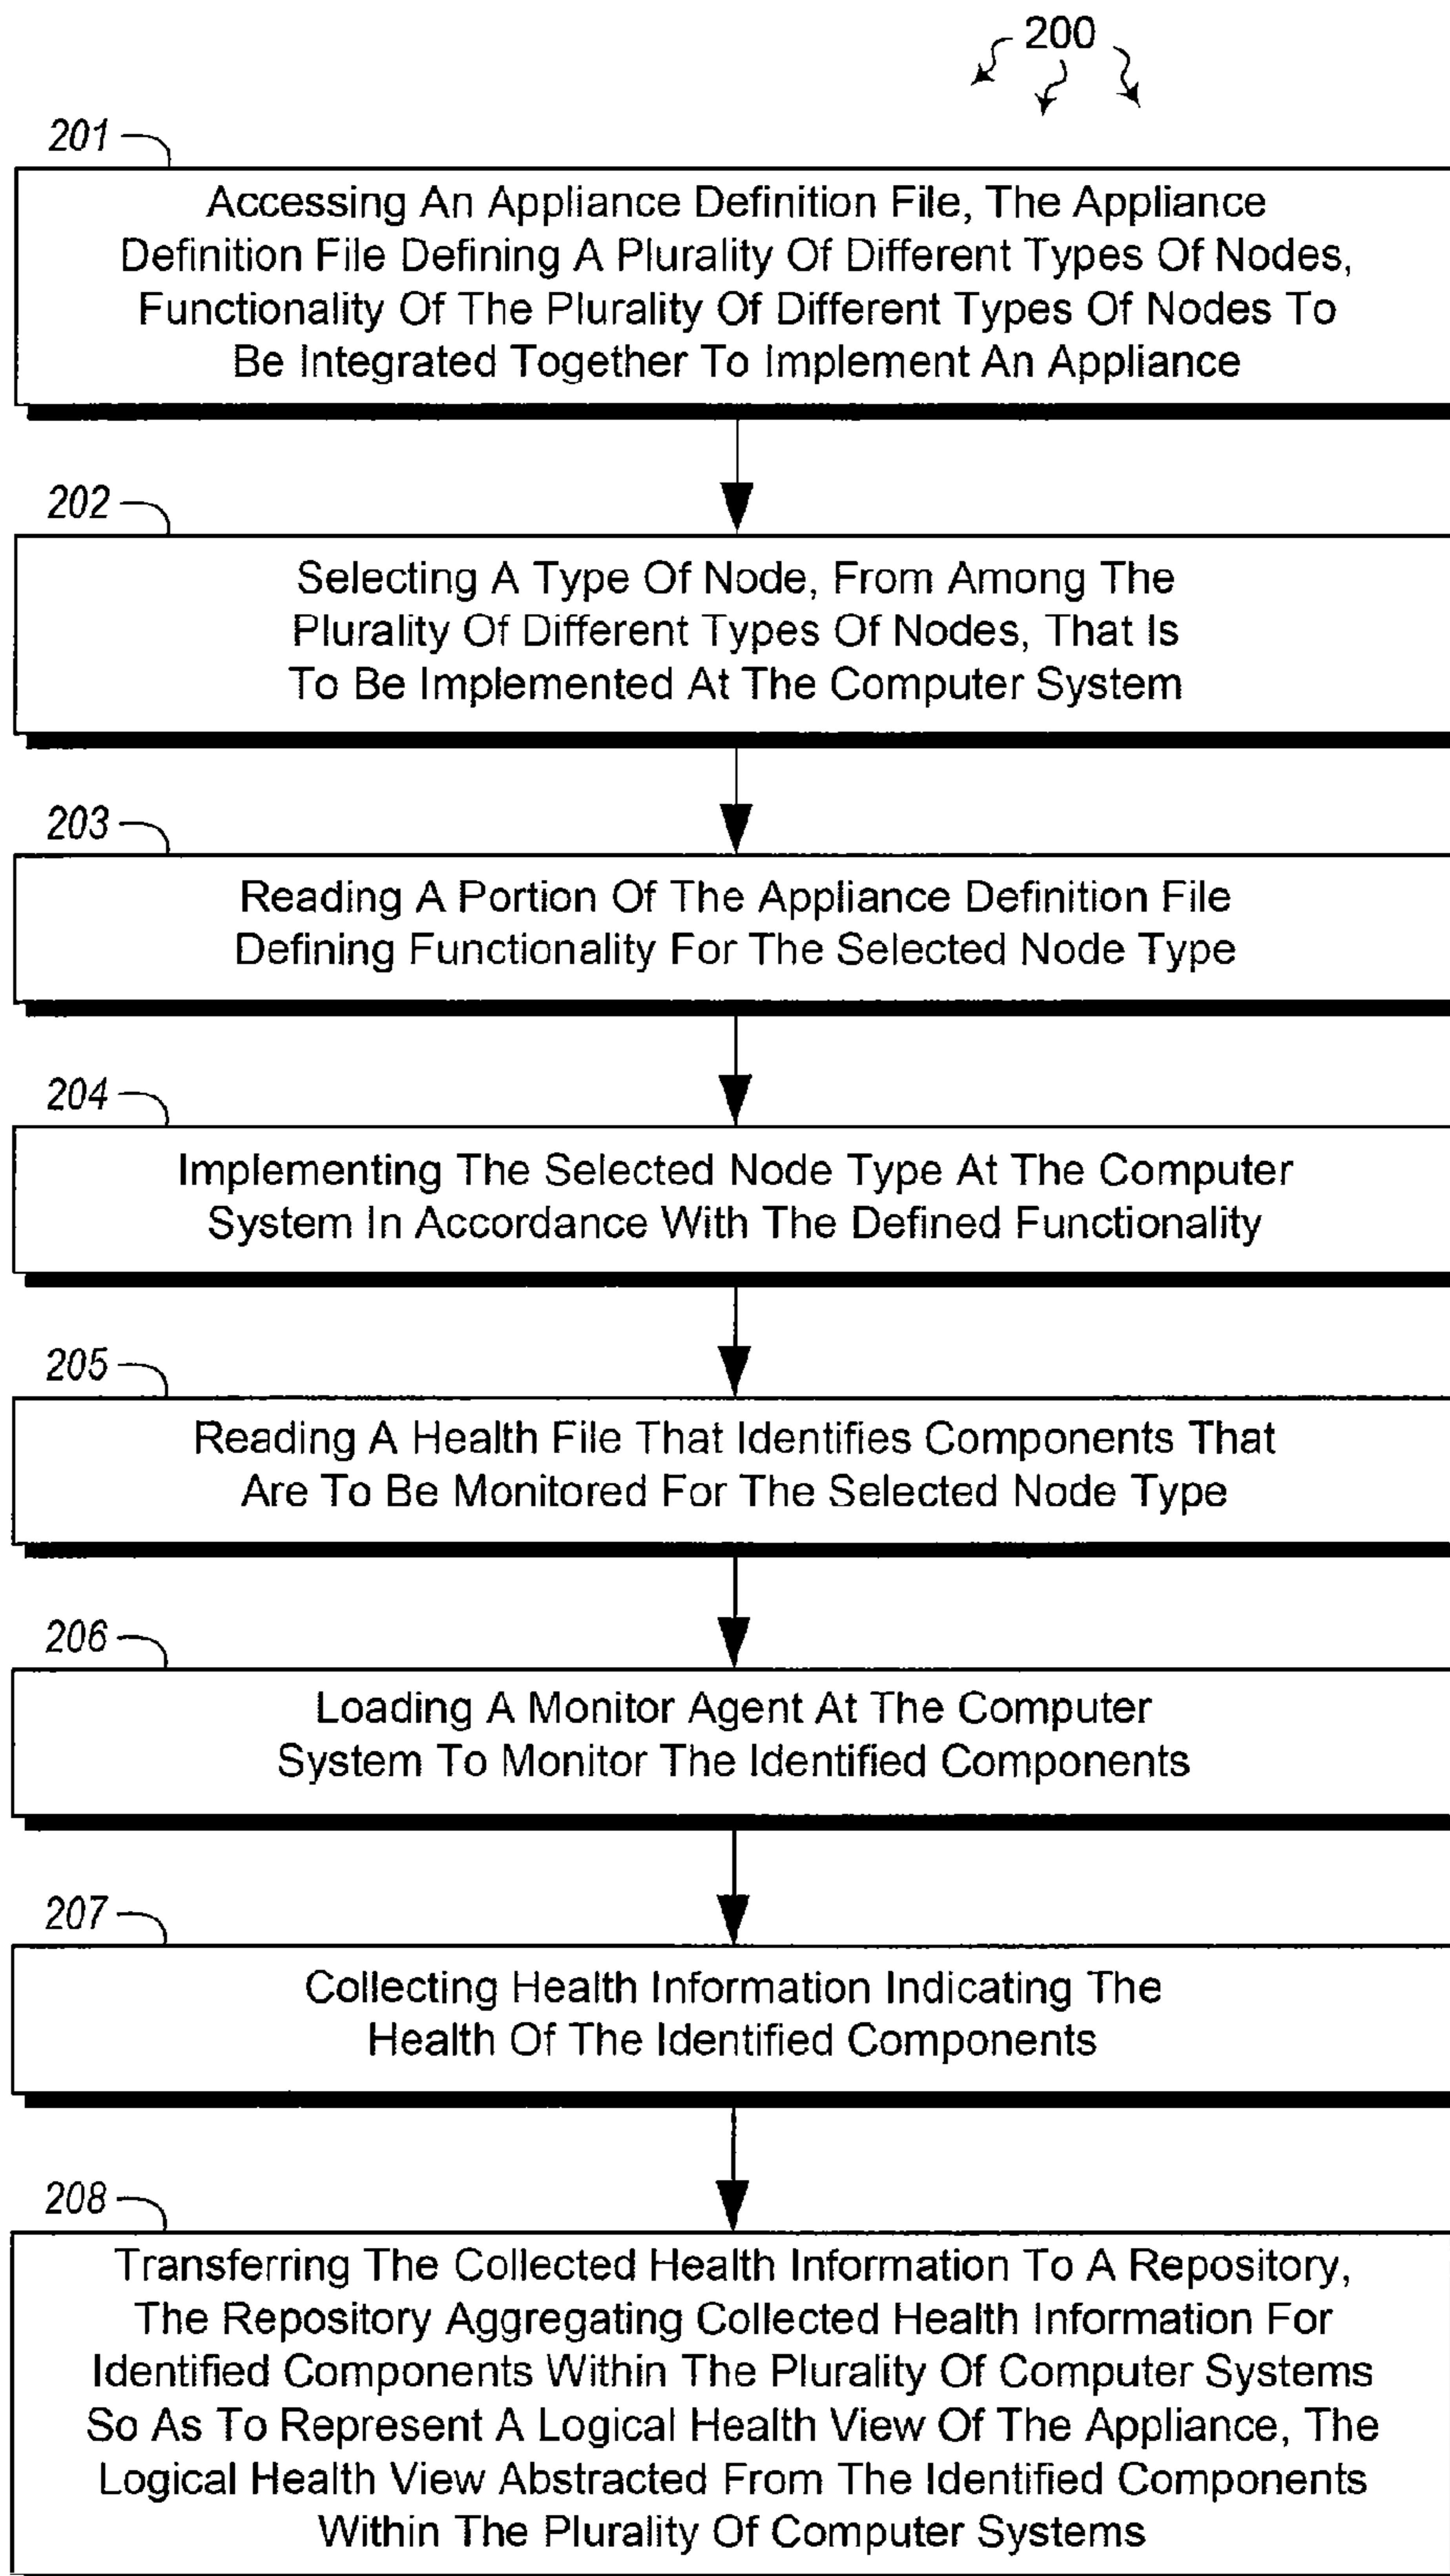 200
201
Accessing An Appliance Definition File, The Appliance
Definition File Defining A Plurality Of Different Types Of Nodes,
Functionality Of The Plurality Of Different Types Of Nodes To
Be Integrated Together To Implement An Appliance
202
Selecting A Type Of Node, From Among The
Plurality Of Different Types Of Nodes, That Is
To Be Implemented At The Computer System
203
Reading A Portion Of The Appliance Definition File
Defining Functionality For The Selected Node Type
204
Implementing The Selected Node Type At The Computer
System In Accordance With The Defined Functionality
205
Reading A Health File That Identifies Components That
Are To Be Monitored For The Selected Node Type
206
Loading A Monitor Agent At The Computer
System To Monitor The Identified Components
207
Collecting Health Information Indicating The
Health Of The Identified Components
208
Transferring The Collected Health Information To A Repository,
The Repository Aggregating Collected Health Information For
Identified Components Within The Plurality Of Computer Systems
So As To Represent A Logical Health View Of The Appliance, The
Logical Health View Abstracted From The Identified Components
Within The Plurality Of Computer Systems